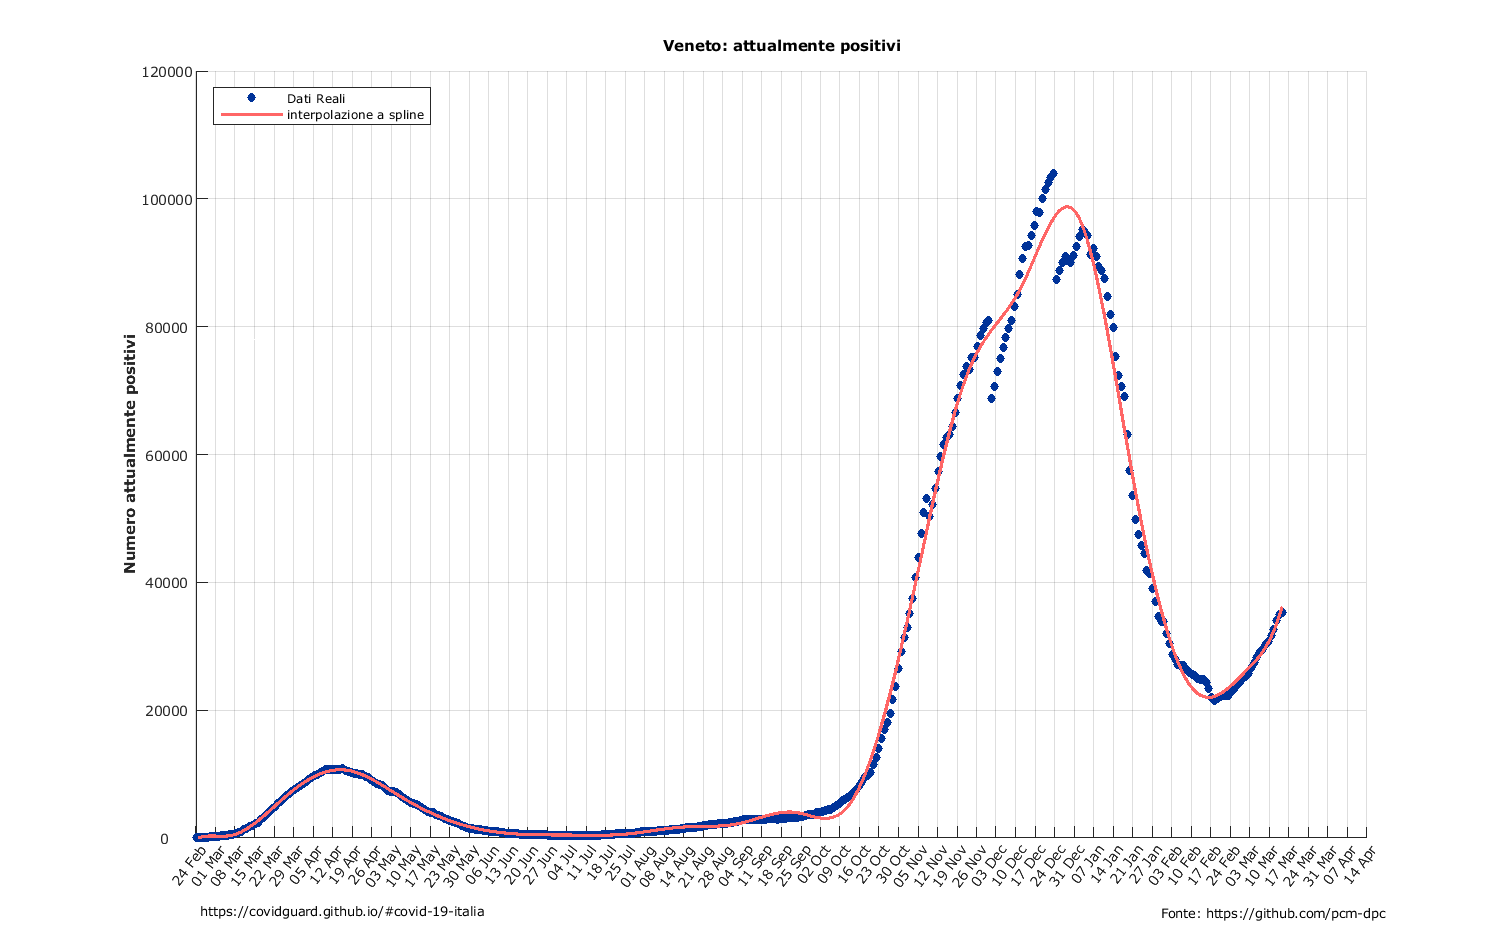 Veneto: attualmente positivi
120000
100000
80000
60000
40000
20000
0
Numero attualmente positivi
Dati Reali
interpolazione a spline
24 Feb
01 Mar
08 Mar
15 Mar
22 Mar
29 Mar
05 Apr
12 Apr
19 Apr
26 Apr
03 May
10 May
17 May
23 May
30 May
06 Jun
13 Jun
20 Jun
27 Jun
04 Jul
11 Jul
18 Jul
25 Jul
01 Aug
08 Aug
14 Aug
21 Aug
28 Aug
04 Sep
11 Sep
18 Sep
25 Sep
02 Oct
09 Oct
16 Oct
23 Oct
30 Oct
05 Nov
12 Nov
19 Nov
26 Nov
03 Dec
10 Dec
17 Dec
24 Dec
31 Dec
07 Jan
14 Jan
21 Jan
27 Jan
03 Feb
10 Feb
17 Feb
24 Feb
03 Mar
10 Mar
17 Mar
24 Mar
31 Mar
07 Apr
14 Apr
https://covidguard.github.io/#covid-19-italia
Fonte: https://github.com/pcm-dpc